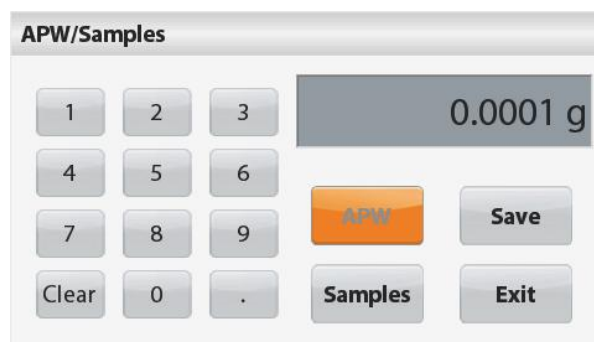 APW/Samples
1 2 3 0.0001 g
4 5 6
7 8 9 APW Save
Clear 0 . Samples Exit